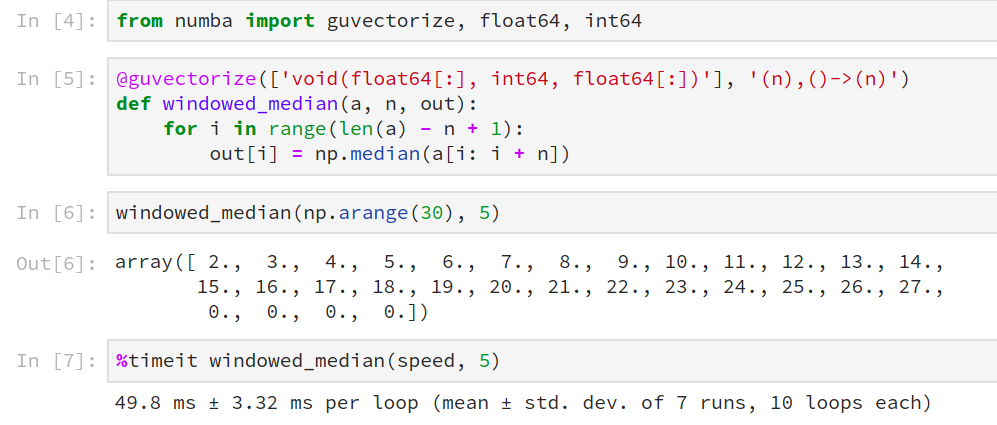 In [4]: from numba import guvectorize, float64, int64
In [5]: @guvectorize(['void(float64[:], int64, float64[:])'], '(n),()->(n)')
def windowed_median(a, n, out):
    for i in range(len(a) - n + 1):
        out[i] = np.median(a[i: i + n])
In [6]: windowed_median(np.arange(30), 5)
Out[6]: array([ 2.,  3.,  4.,  5.,  6.,  7.,  8.,  9., 10., 11., 12., 13., 14.,
       15., 16., 17., 18., 19., 20., 21., 22., 23., 24., 25., 26., 27.,
        0.,  0.,  0.,  0.])
In [7]: %timeit windowed_median(speed, 5)
49.8 ms ± 3.32 ms per loop (mean ± std. dev. of 7 runs, 10 loops each)